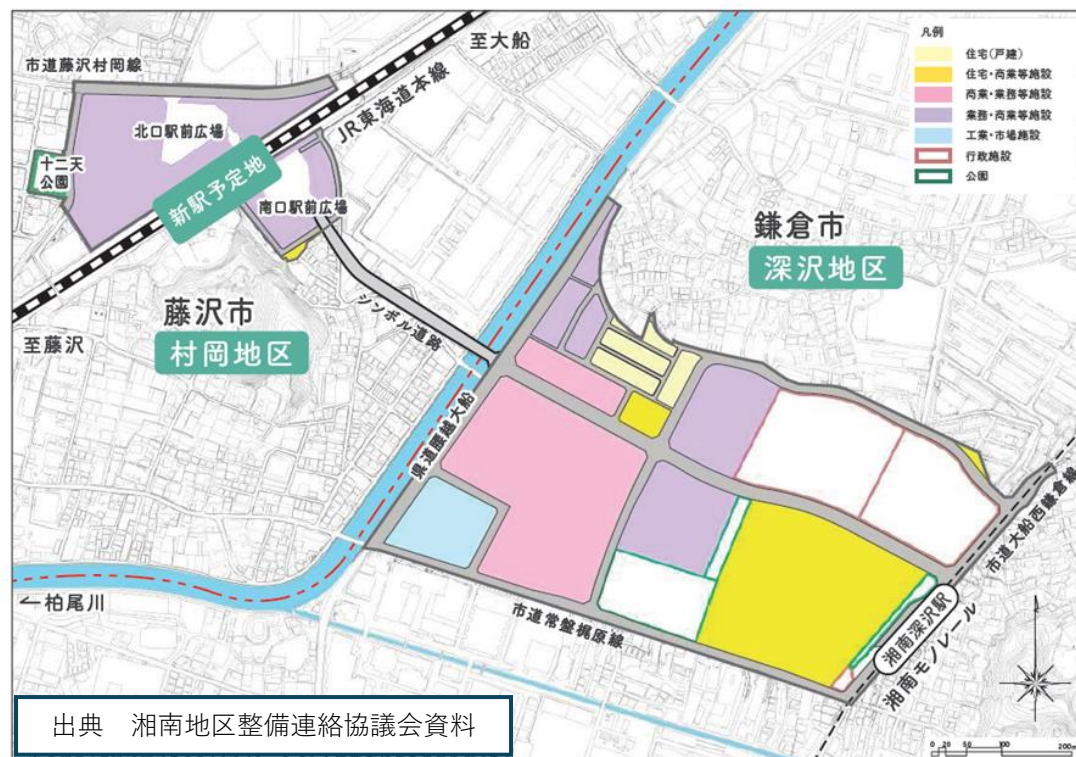 至大船
市道藤沢村岡線
JR東海道本線
北口駅前広場
十二天
公園
新駅予定地
南口駅前広場
凡例
住宅(戸建)
住宅・商業等施設
商業・業務等施設
業務・商業等施設
工業・市場施設
行政施設
公園
鎌倉市
深沢地区
藤沢市
村岡地区
至藤沢
シンボル道路
県道腰越大船
市道大船西鎌倉線
湘南深沢駅
湘南モノレール
市道常盤梶原線
←柏尾川
出典 湘南地区整備連絡協議会資料
0 20 50 100 200m